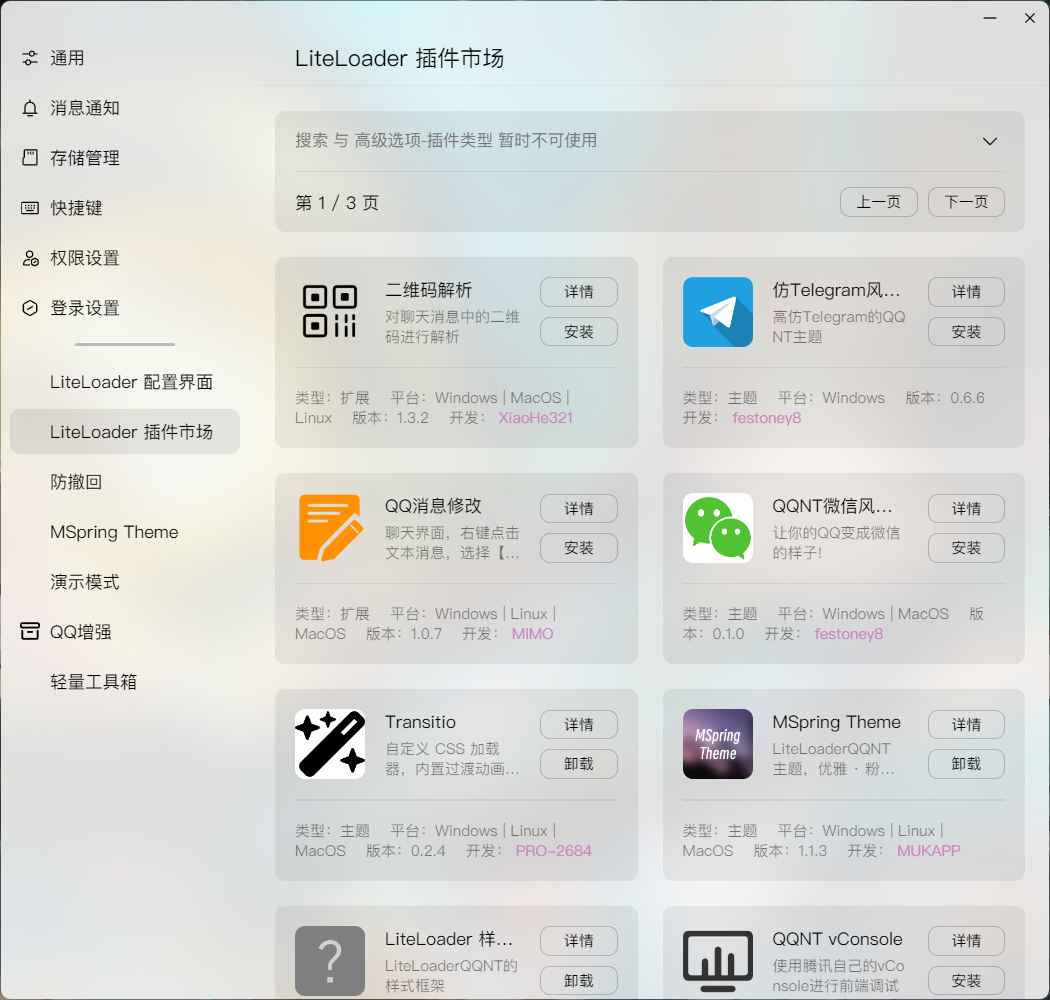 通用
消息通知
存储管理
快捷键
权限设置
登录设置
LiteLoader 配置界面
LiteLoader 插件市场
防撤回
MSpring Theme
演示模式
QQ增强
轻量工具箱
LiteLoader 插件市场
搜索 与 高级选项-插件类型 暂时不可使用
第 1 / 3 页
上一页
下一页
二维码解析
对聊天消息中的二维
码进行解析
详情
安装
类型：扩展 平台：Windows | MacOS |
Linux 版本：1.3.2 开发： XiaoHe321
仿Telegram风...
高仿Telegram的QQ
NT主题
详情
安装
类型：主题 平台：Windows 版本：0.6.6
开发： festoney8
QQ消息修改
聊天界面，右键点击
文本消息，选择【...
详情
安装
类型：扩展 平台：Windows | Linux |
MacOS 版本：1.0.7 开发： MIMO
QQNT微信风...
让你的QQ变成微信
的样子！
详情
安装
类型：主题 平台：Windows | MacOS 版
本：0.1.0 开发： festoney8
Transitio
自定义 CSS 加载
器，内置过渡动画...
详情
卸载
类型：主题 平台：Windows | Linux |
MacOS 版本：0.2.4 开发： PRO-2684
MSpring
Theme
MSpring Theme
LiteLoaderQQNT
主题，优雅 · 粉...
详情
卸载
类型：主题 平台：Windows | Linux |
MacOS 版本：1.1.3 开发： MUKAPP
?
LiteLoader 样...
LiteLoaderQQNT的
样式框架
详情
卸载
QQNT vConsole
使用腾讯自己的vCo
nsole进行前端调试
详情
安装